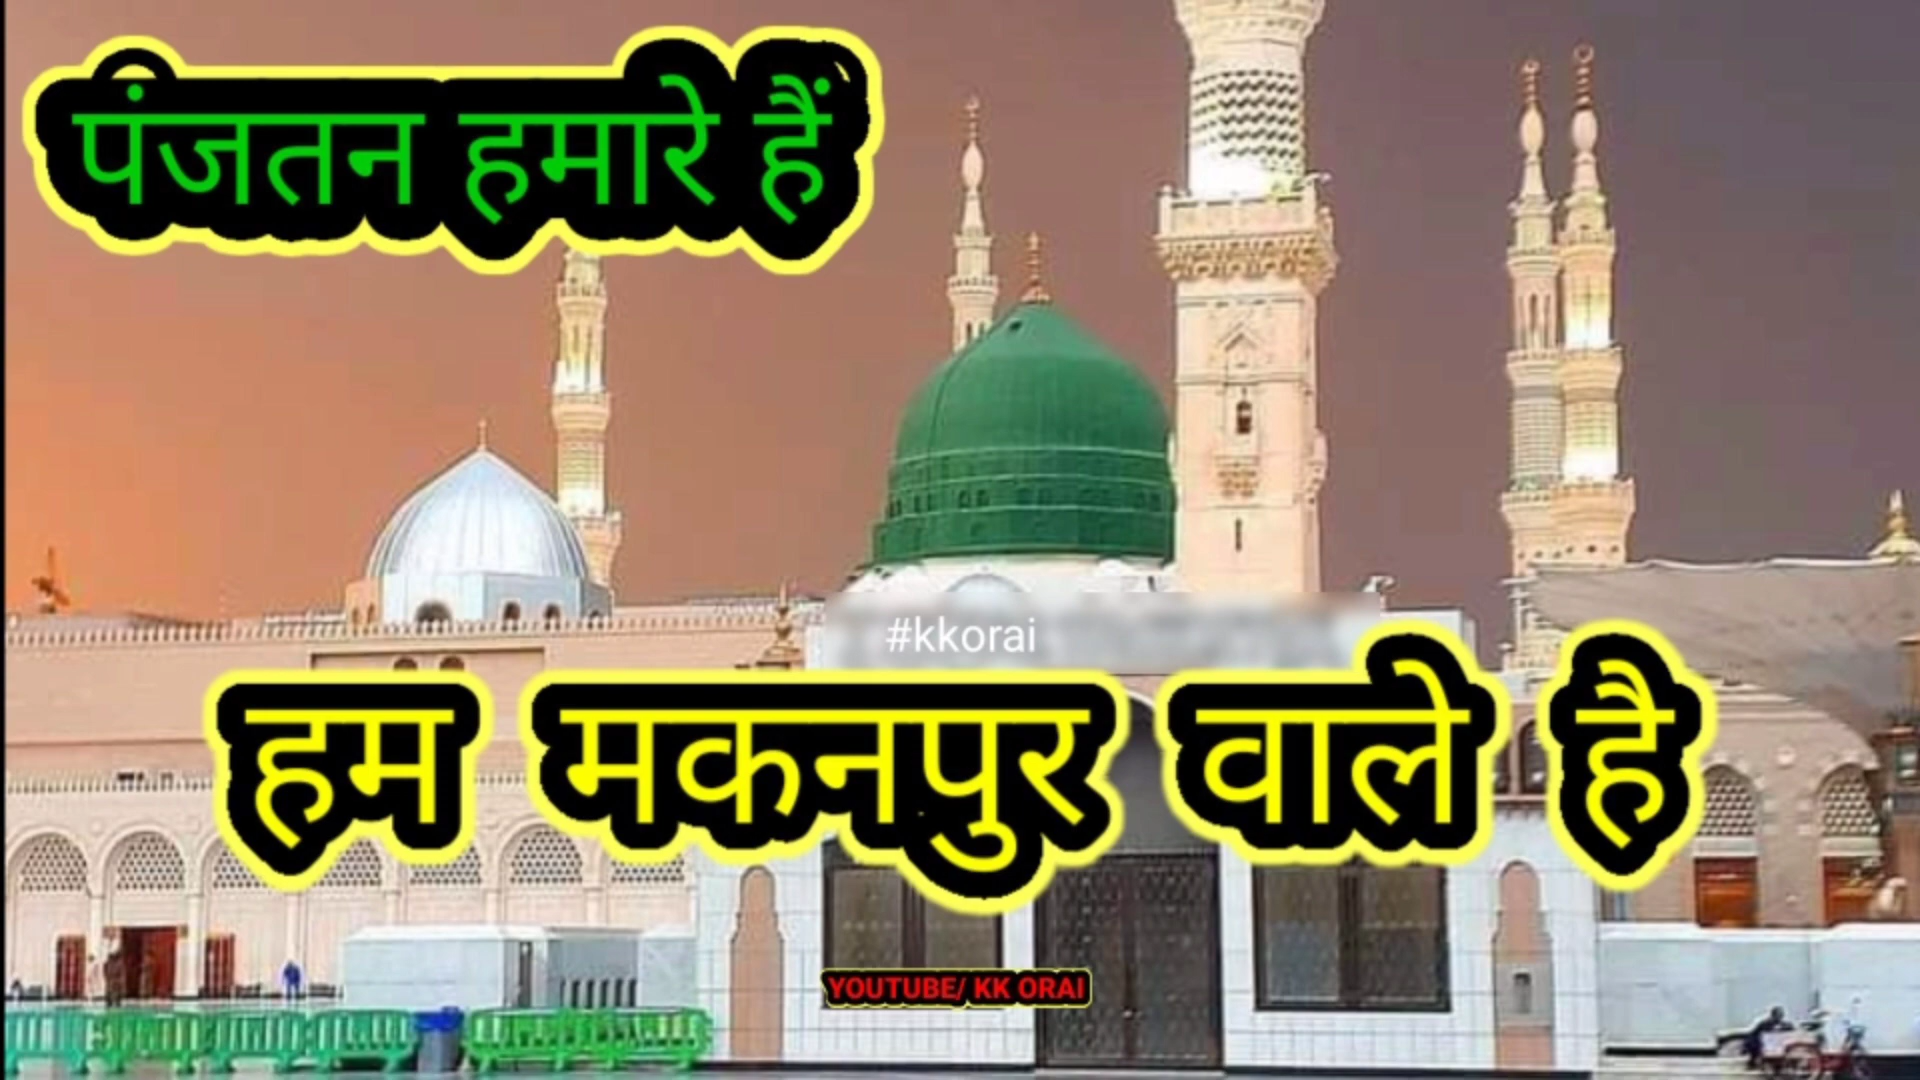 पंजतन हमारे हैं
#kkorai
हम मकनपुर वाले है
YOUTUBE/ KK ORAI